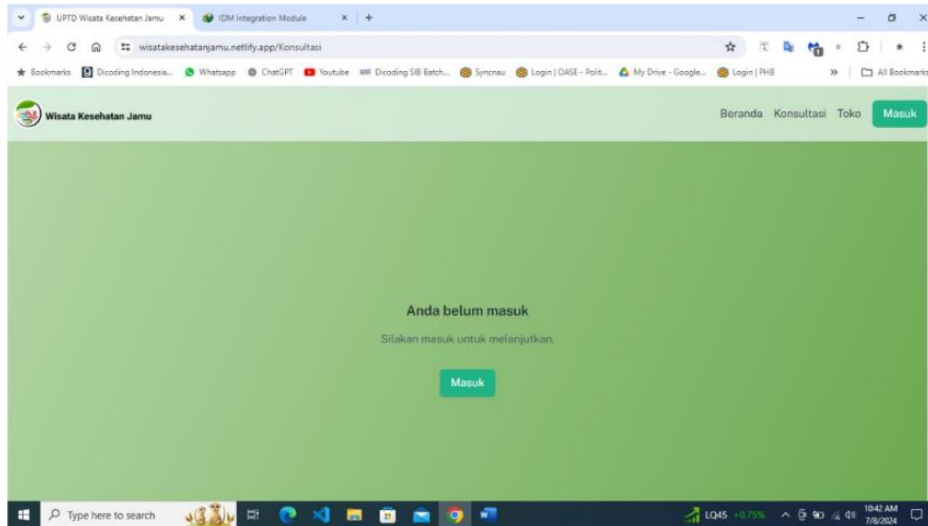 UPTD Wisata Kesehatan Jamu
IDM Integration Module
wisatakesehatanjamu.netlify.app/Konsultasi
Bookmarks Dicoding Indonesia... Whatsapp ChatGPT Youtube Dicoding SIB Batch... Syncnau Login | OASE - Polit... My Drive - Google... Login | PHB All Bookmarks
Wisata Kesehatan Jamu Beranda Konsultasi Toko Masuk
Anda belum masuk
Silakan masuk untuk melanjutkan.
Masuk
Type here to search LQ45 +0.75% 10:42 AM
7/8/2024